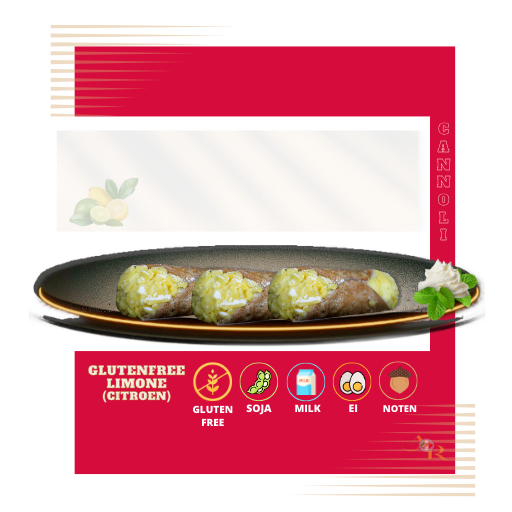 CANNOLI
GLUTENFREE
LIMONE
(CITROEN)
GLUTEN
FREE
SOJA
MILK
EI
NOTEN